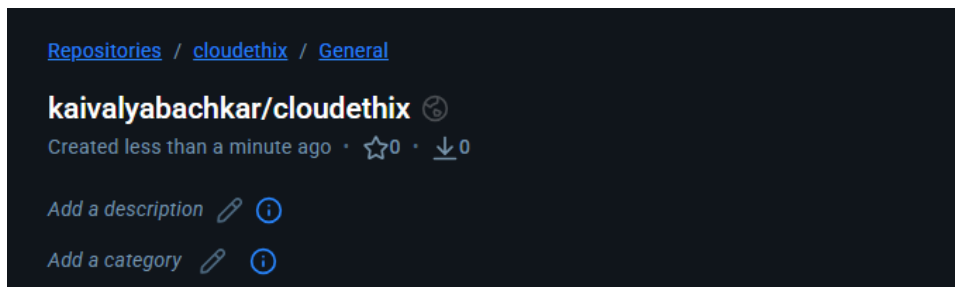 Repositories / cloudethix / General
kaivalyabachkar/cloudethix
Created less than a minute ago · 0 · 0
Add a description
Add a category